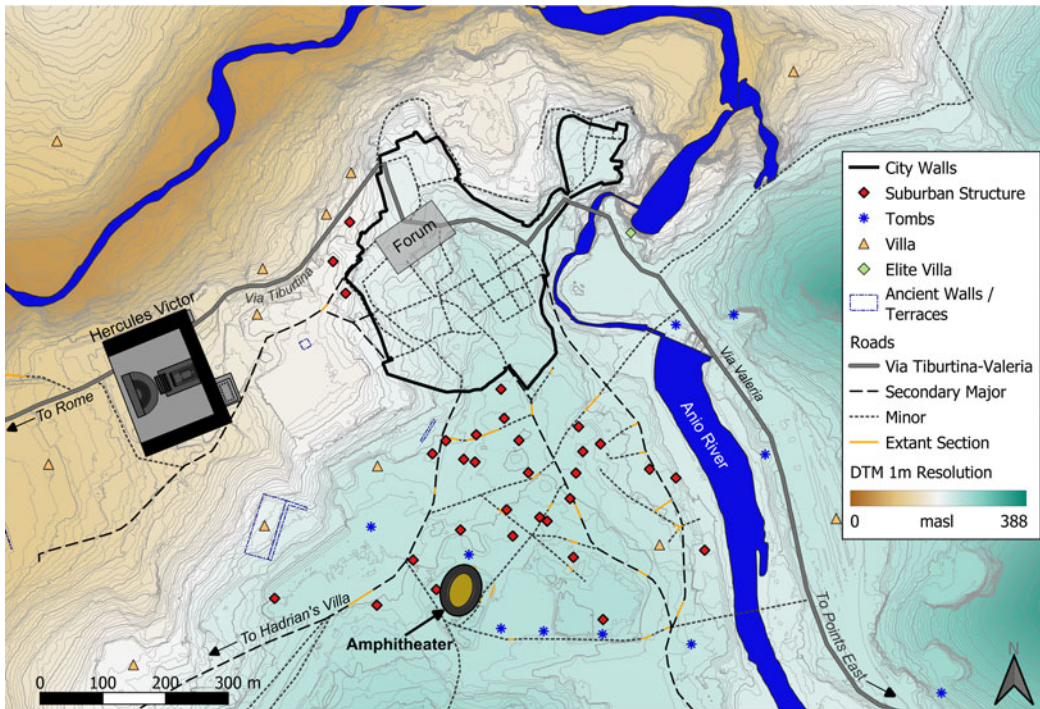 Forum
Via Tiburtina
Hercules Victor
To Rome
Via Valeria
Anio River
To Hadrian's Villa
Amphitheater
To Points East
0 100 200 300 m
N
City Walls
Suburban Structure
Tombs
Villa
Elite Villa
Ancient Walls /
Terraces
Roads
Via Tiburtina-Valeria
Secondary Major
Minor
Extant Section
DTM 1m Resolution
0 masl 388